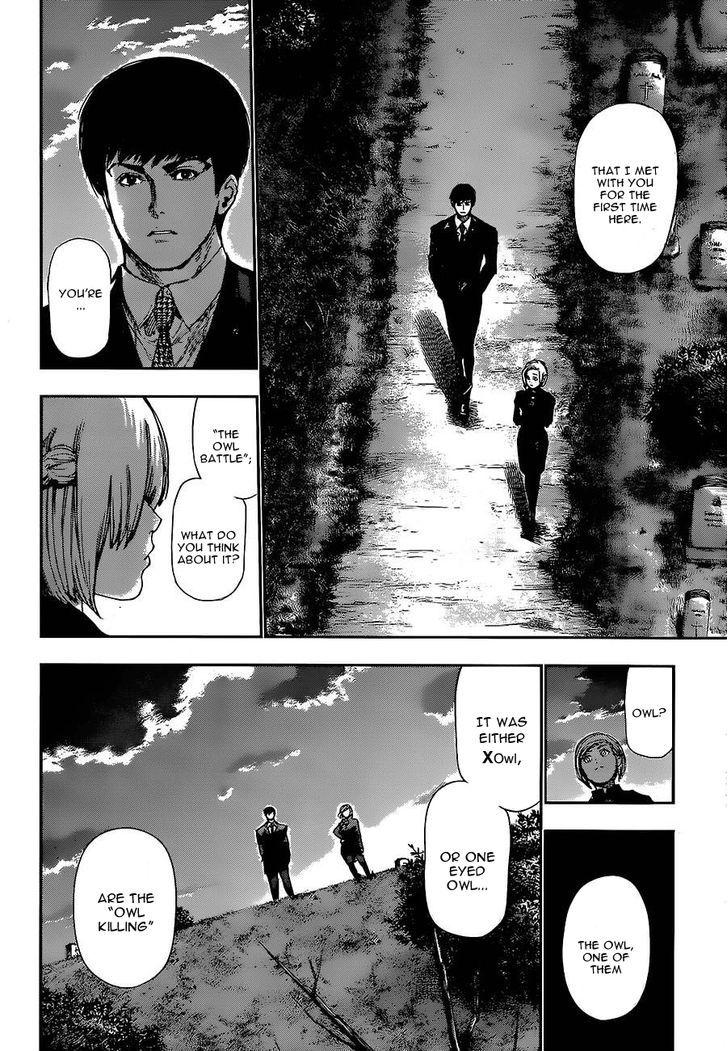 THAT I MET
WITH YOU
FOR THE
FIRST TIME
HERE.
YOU'RE
...
"THE
OWL
BATTLE";
WHAT DO
YOU THINK
ABOUT IT?
OWL?
THE OWL,
ONE OF
THEM
IT WAS
EITHER
XOwl,
OR ONE
EYED
OWL...
ARE THE
"OWL
KILLING"